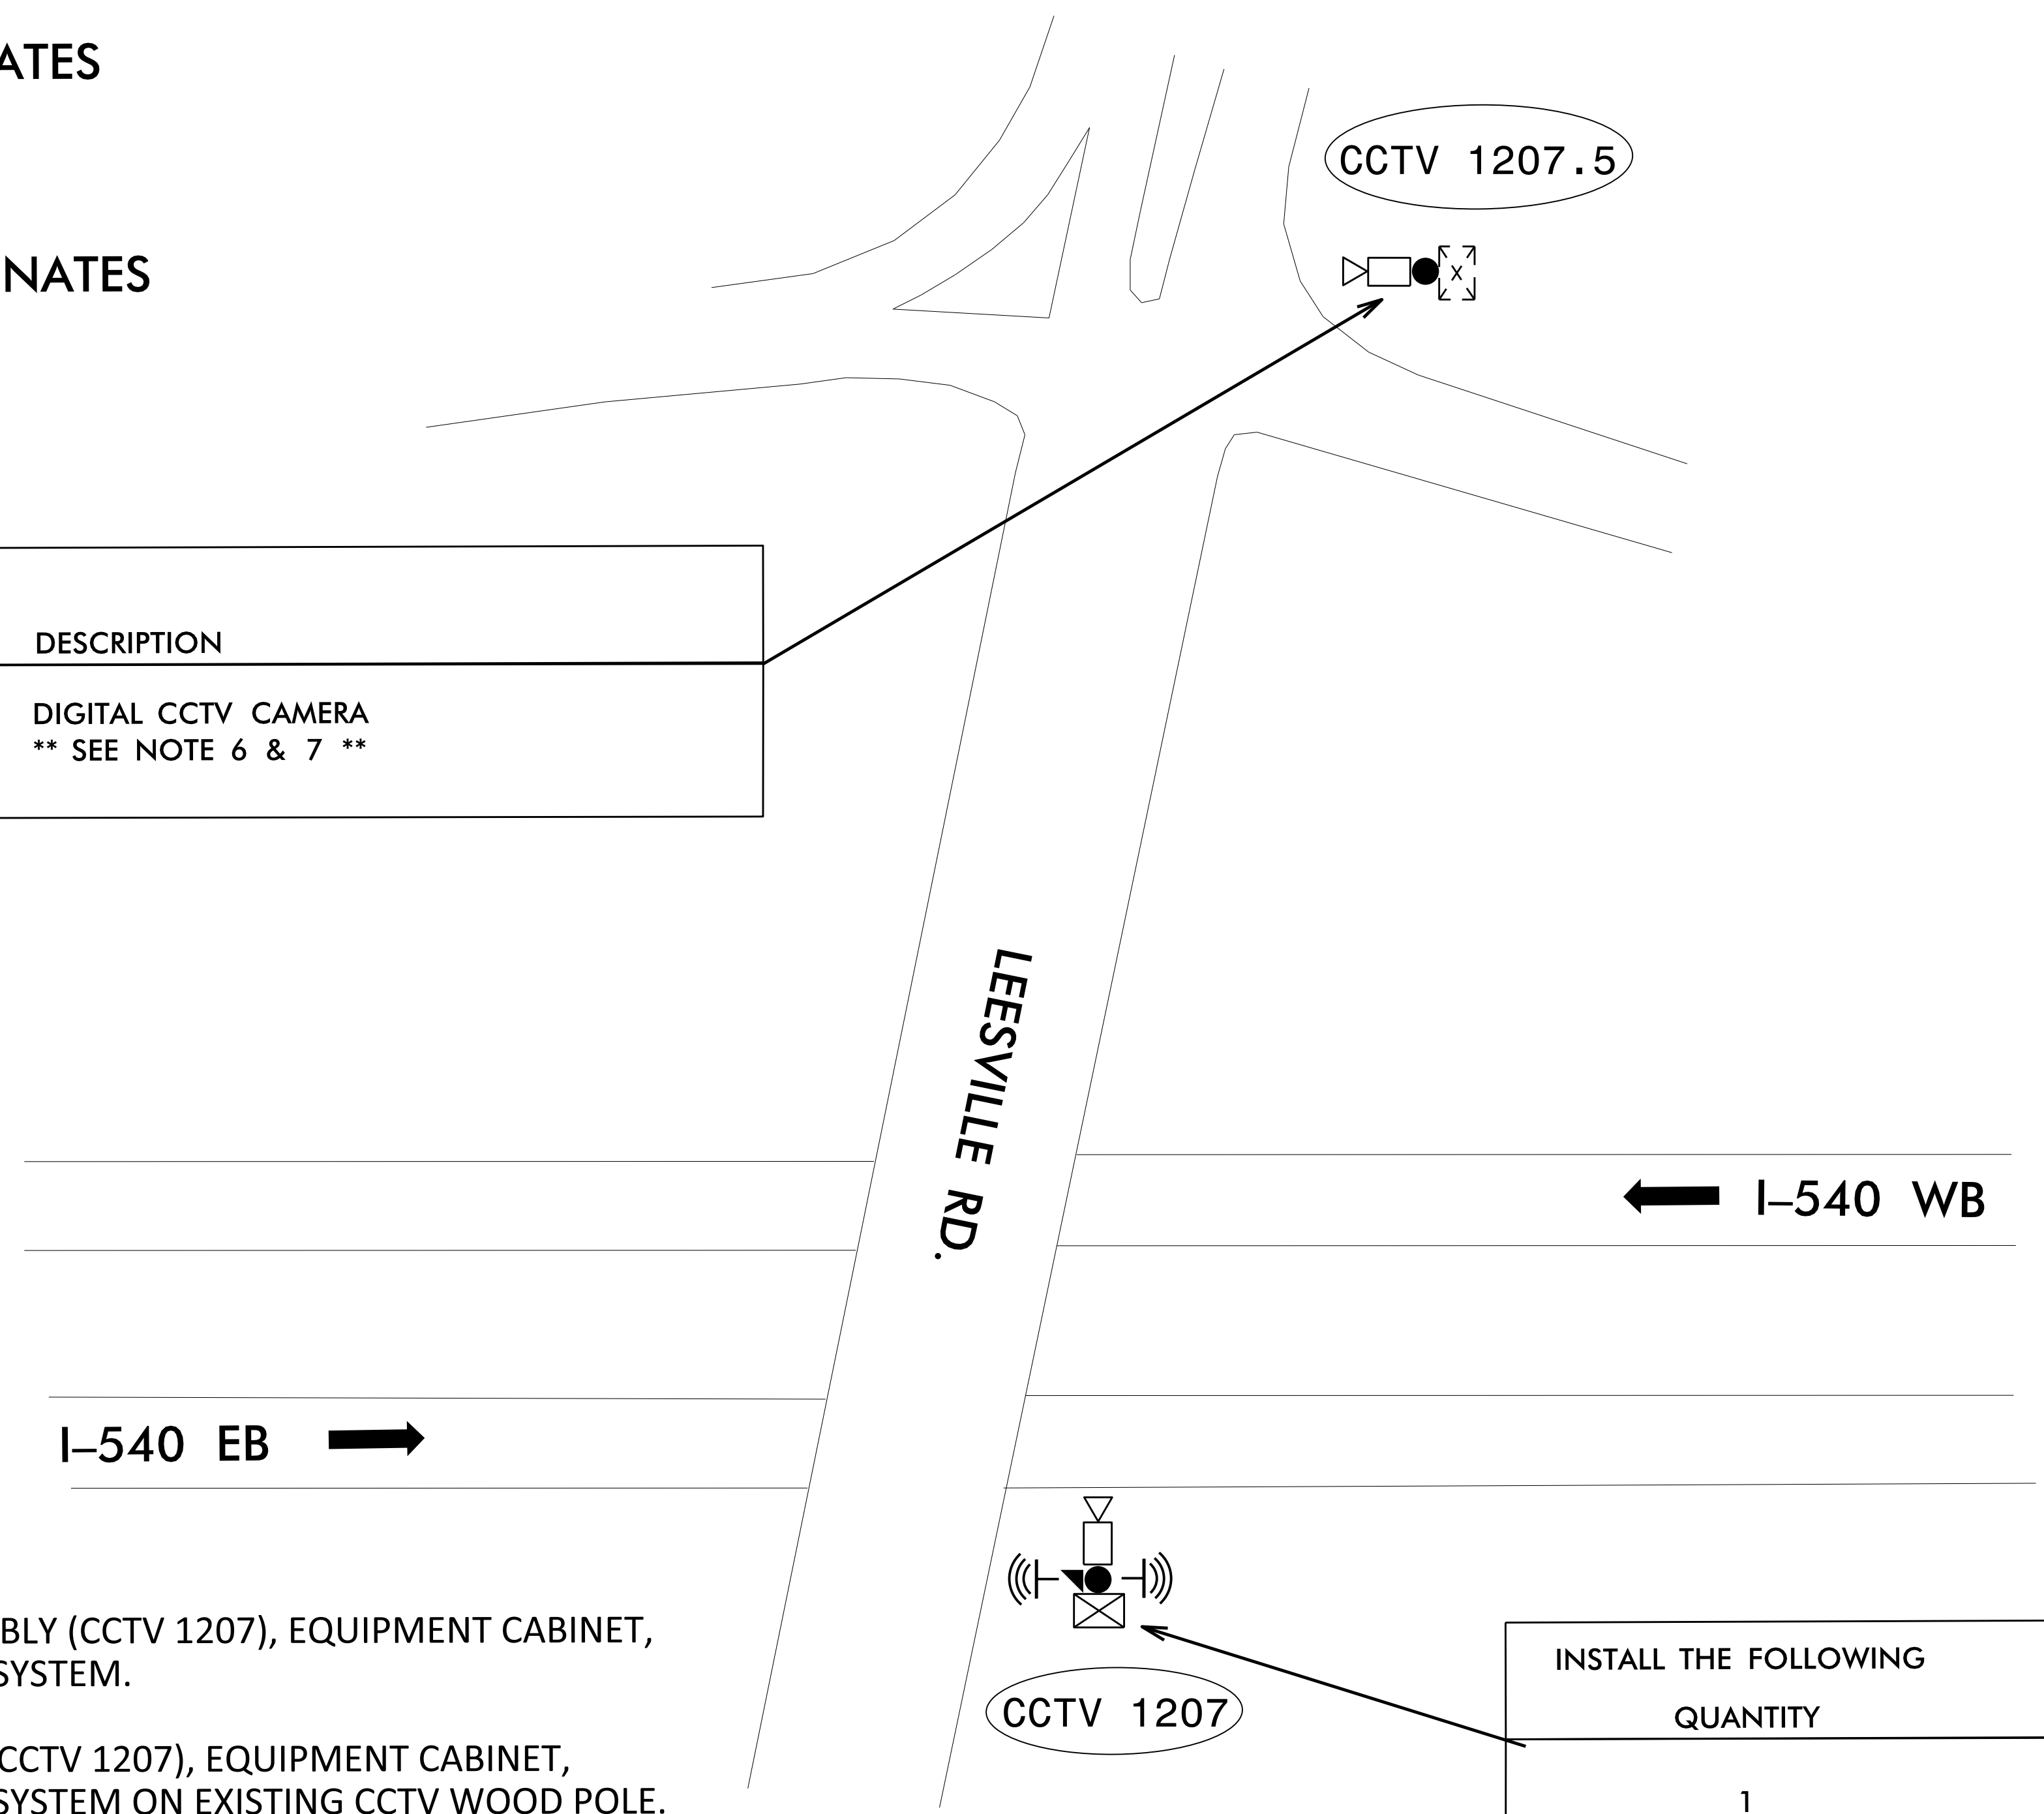 ATES
CCTV 1207.5
NATES
DESCRIPTION
DIGITAL CCTV CAMERA
** SEE NOTE 6 & 7 **
LEESVILLE RD.
I–540 WB
I–540 EB
BLY (CCTV 1207), EQUIPMENT CABINET,
SYSTEM.
INSTALL THE FOLLOWING
QUANTITY
CCTV 1207
CCTV 1207), EQUIPMENT CABINET,
SYSTEM ON EXISTING CCTV WOOD POLE.
1